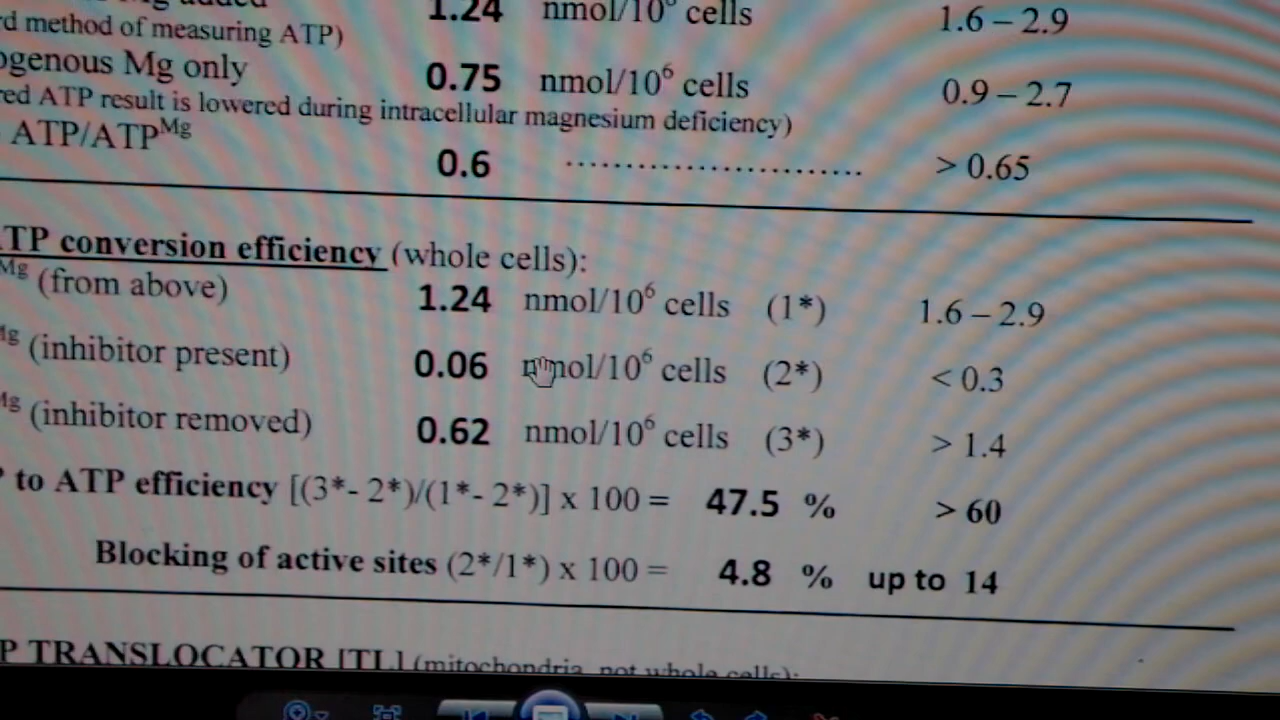 added 1.24 nmol/10⁶ cells 1.6 – 2.9
method of measuring ATP)
Mg only 0.75 nmol/10⁶ cells 0.9 – 2.7
ATP result is lowered during intracellular magnesium deficiency)
ATP/ATPᴹᵍ 0.6 ........................ > 0.65
TP conversion efficiency (whole cells):
Mg (from above) 1.24 nmol/10⁶ cells (1*) 1.6 – 2.9
(inhibitor present) 0.06 nmol/10⁶ cells (2*) < 0.3
(inhibitor removed) 0.62 nmol/10⁶ cells (3*) > 1.4
to ATP efficiency [(3*- 2*)/(1*- 2*)] x 100 = 47.5 % > 60
Blocking of active sites (2*/1*) x 100 = 4.8 % up to 14
P TRANSLOCATOR [TL] (mitochondria, not whole cells):